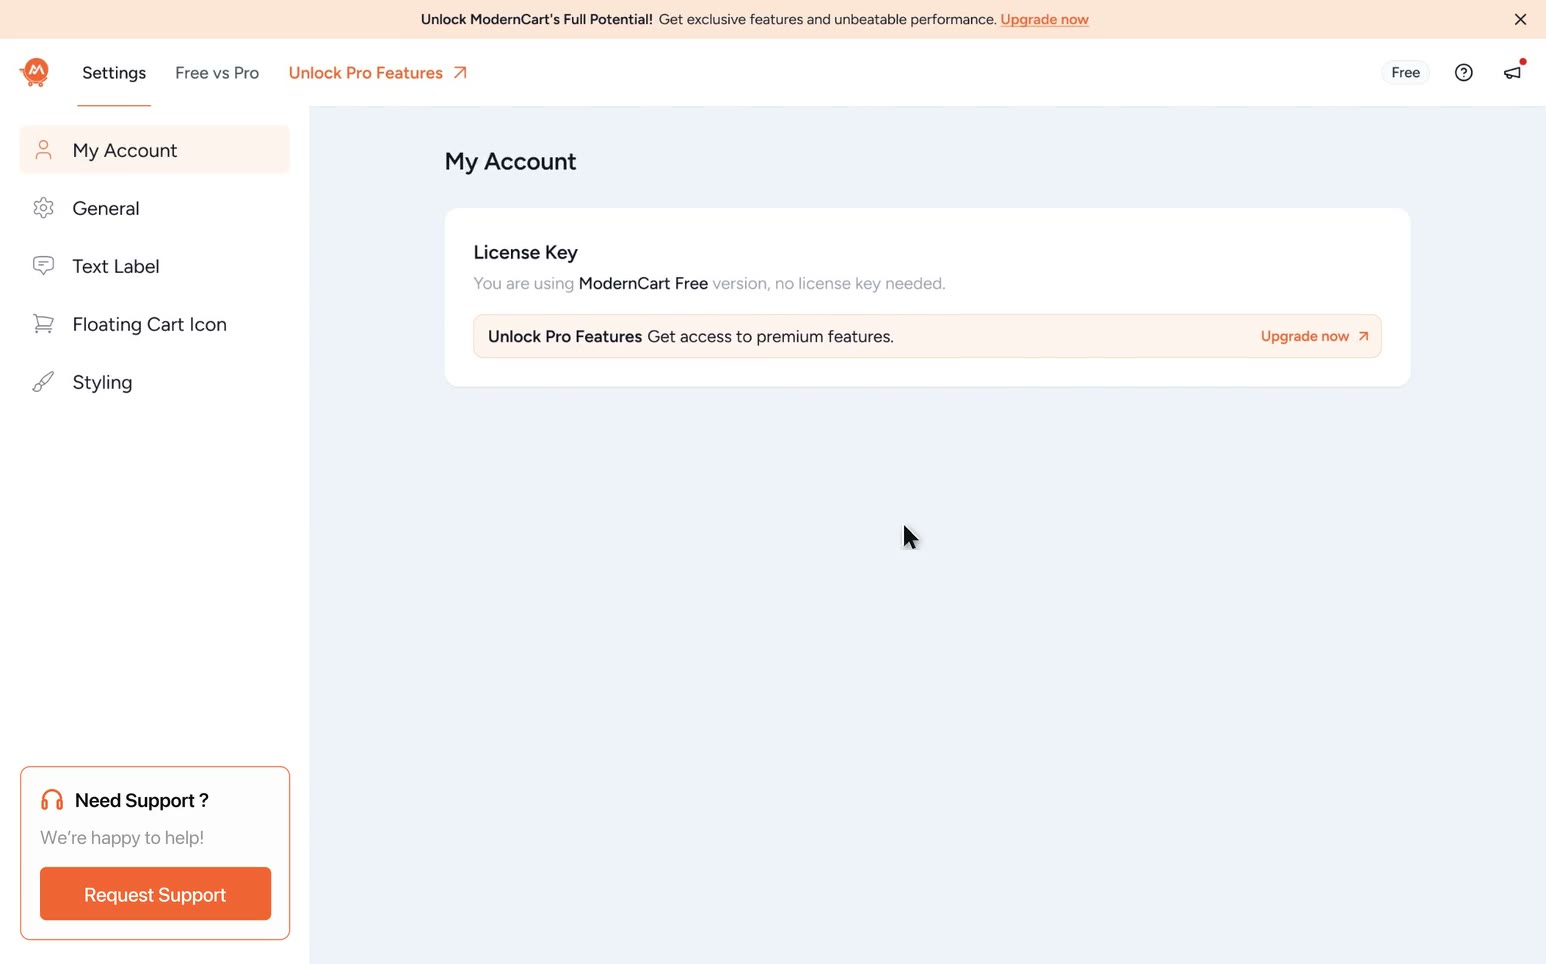 Unlock ModernCart's Full Potential! Get exclusive features and unbeatable performance. Upgrade now
Settings
Free vs Pro
Unlock Pro Features
Free
My Account
General
Text Label
Floating Cart Icon
Styling
My Account
License Key
You are using ModernCart Free version, no license key needed.
Unlock Pro Features Get access to premium features.
Upgrade now
Need Support ?
We're happy to help!
Request Support